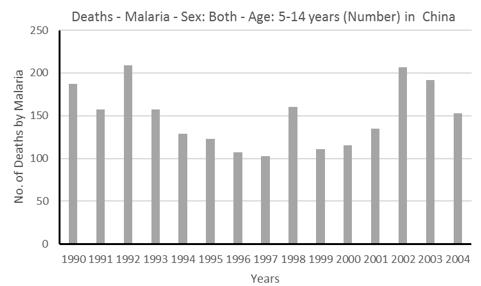 Deaths - Malaria - Sex: Both - Age: 5-14 years (Number) in China
No. of Deaths by Malaria
250
200
150
100
50
0
1990 1991 1992 1993 1994 1995 1996 1997 1998 1999 2000 2001 2002 2003 2004
Years